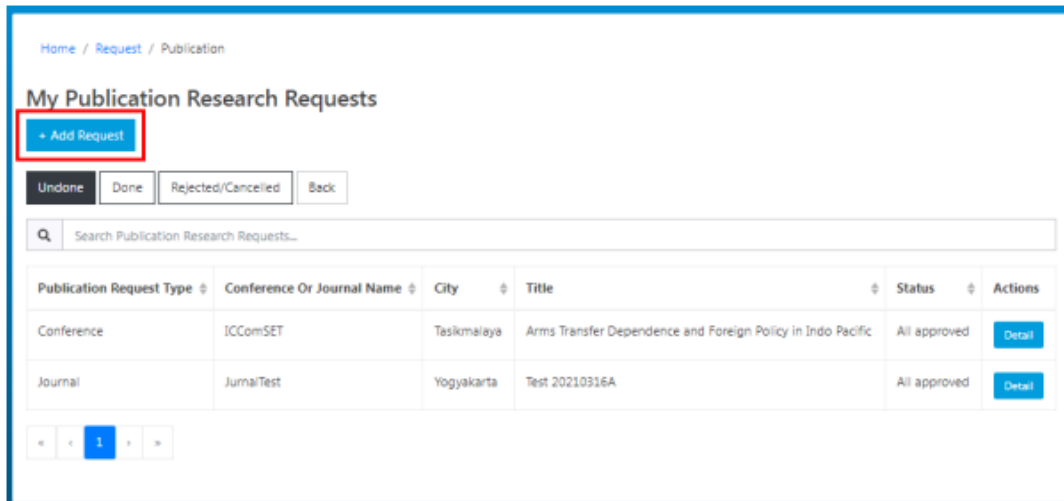 Home / Request / Publication
My Publication Research Requests
+ Add Request
Undone Done Rejected/Cancelled Back
Search Publication Research Requests...
Publication Request Type Conference Or Journal Name City Title Status Actions
Conference ICComSET Tasikmalaya Arms Transfer Dependence and Foreign Policy in Indo Pacific All approved Detail
Journal JurnalTest Yogyakarta Test 20210316A All approved Detail
« ‹ 1 › »